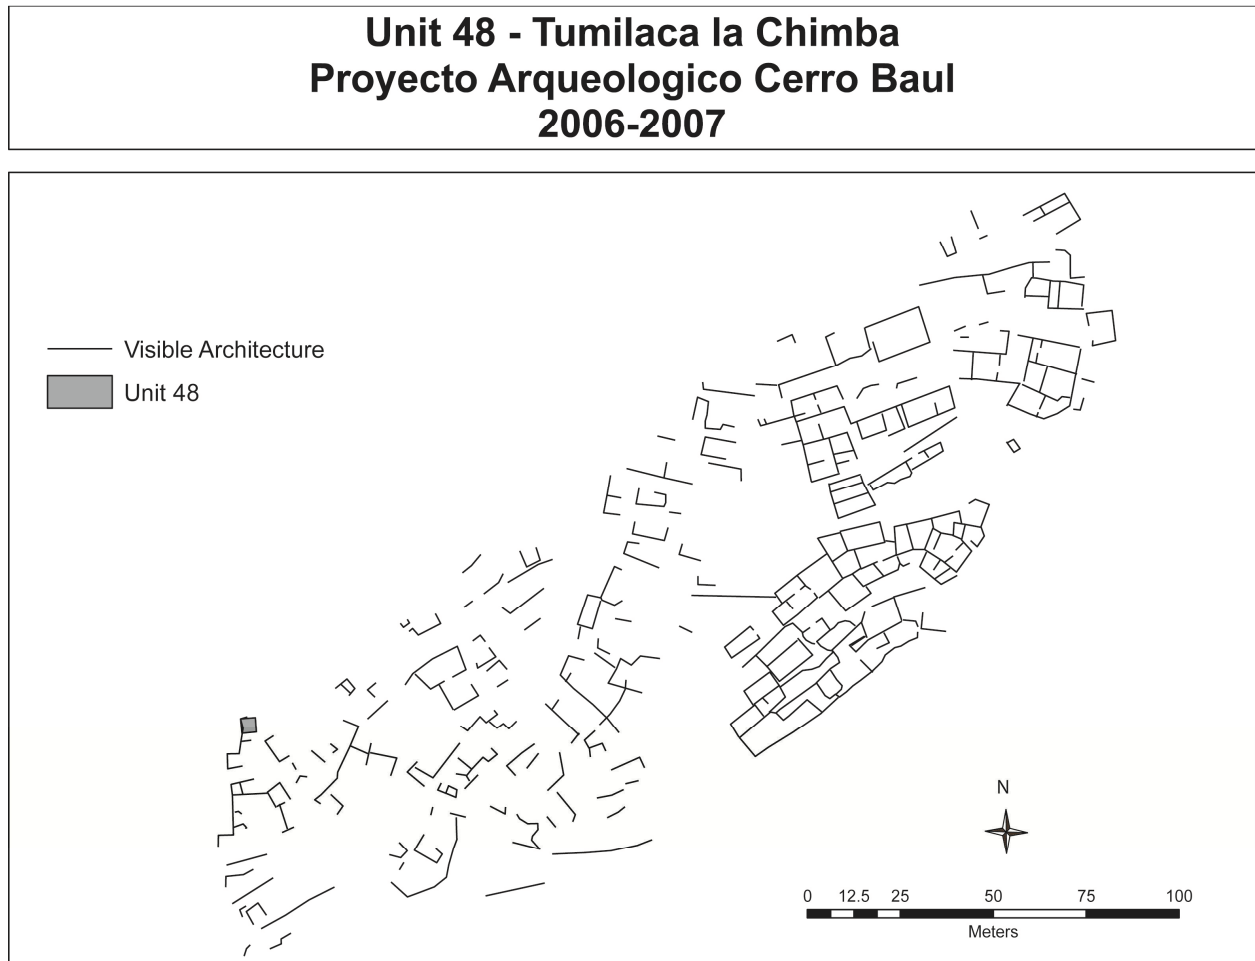 Unit 48 - Tumilaca la Chimba
Proyecto Arqueologico Cerro Baul
2006-2007
Visible Architecture
Unit 48
N
0 12.5 25 50 75 100
Meters